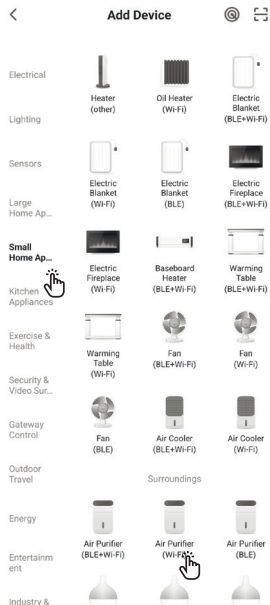 Add Device
Electrical
Lighting
Sensors
Large
Home Ap...
Small
Home Ap...
Kitchen
Appliances
Exercise &
Health
Security &
Video Sur...
Gateway
Control
Outdoor
Travel
Energy
Entertainm
ent
Industry &
Heater
(other)
Oil Heater
(Wi-Fi)
Electric
Blanket
(BLE+Wi-Fi)
Electric
Blanket
(Wi-Fi)
Electric
Blanket
(BLE)
Electric
Fireplace
(BLE+Wi-Fi)
Electric
Fireplace
(Wi-Fi)
Baseboard
Heater
(BLE+Wi-Fi)
Warming
Table
(BLE+Wi-Fi)
Warming
Table
(Wi-Fi)
Fan
(BLE+Wi-Fi)
Fan
(Wi-Fi)
Fan
(BLE)
Air Cooler
(BLE+Wi-Fi)
Air Cooler
(Wi-Fi)
Surroundings
Air Purifier
(BLE+Wi-Fi)
Air Purifier
(Wi-Fi)
Air Purifier
(BLE)